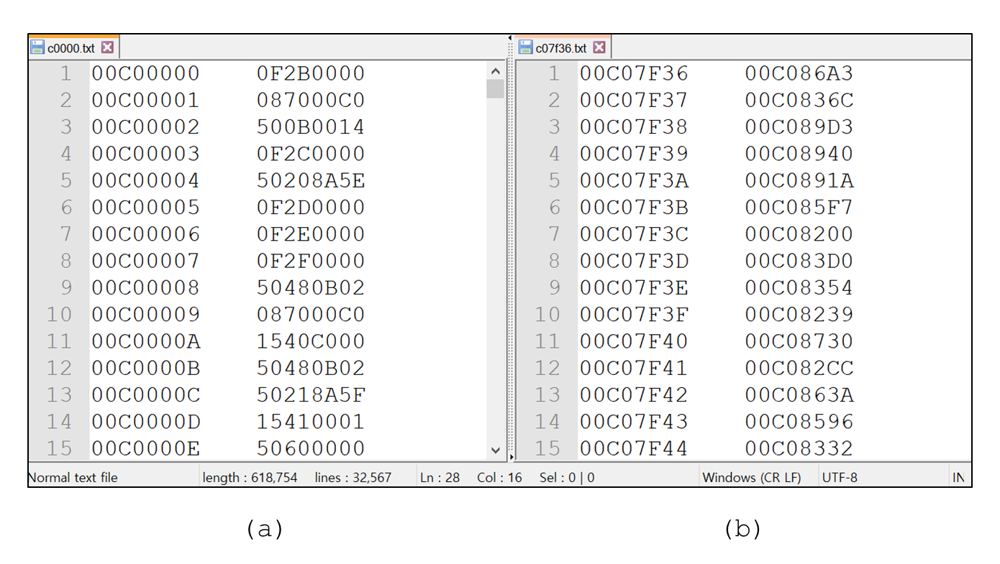 c0000.txt
1 00C00000 0F2B0000
2 00C00001 087000C0
3 00C00002 500B0014
4 00C00003 0F2C0000
5 00C00004 50208A5E
6 00C00005 0F2D0000
7 00C00006 0F2E0000
8 00C00007 0F2F0000
9 00C00008 50480B02
10 00C00009 087000C0
11 00C0000A 1540C000
12 00C0000B 50480B02
13 00C0000C 50218A5F
14 00C0000D 15410001
15 00C0000E 50600000
c07f36.txt
1 00C07F36 00C086A3
2 00C07F37 00C0836C
3 00C07F38 00C089D3
4 00C07F39 00C08940
5 00C07F3A 00C0891A
6 00C07F3B 00C085F7
7 00C07F3C 00C08200
8 00C07F3D 00C083D0
9 00C07F3E 00C08354
10 00C07F3F 00C08239
11 00C07F40 00C08730
12 00C07F41 00C082CC
13 00C07F42 00C0863A
14 00C07F43 00C08596
15 00C07F44 00C08332
Normal text file length : 618,754 lines : 32,567 Ln : 28 Col : 16 Sel : 0 | 0 Windows (CR LF) UTF-8 IN
(a) (b)